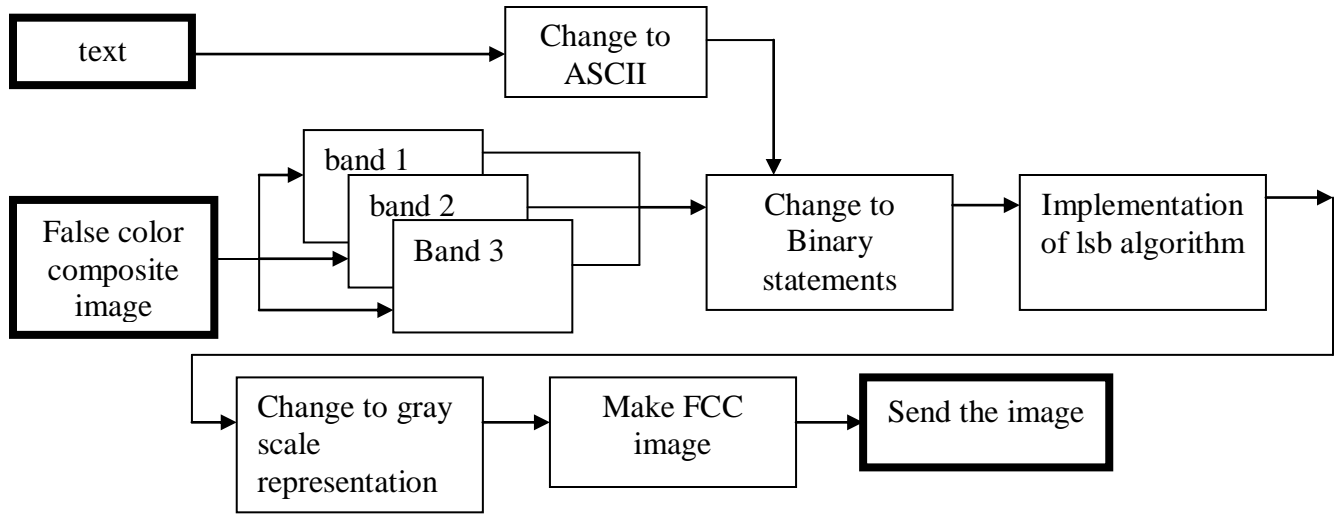 text
Change to
ASCII
band 1
band 2
Band 3
False color
composite
image
Change to
Binary
statements
Implementation
of lsb algorithm
Change to gray
scale
representation
Make FCC
image
Send the image